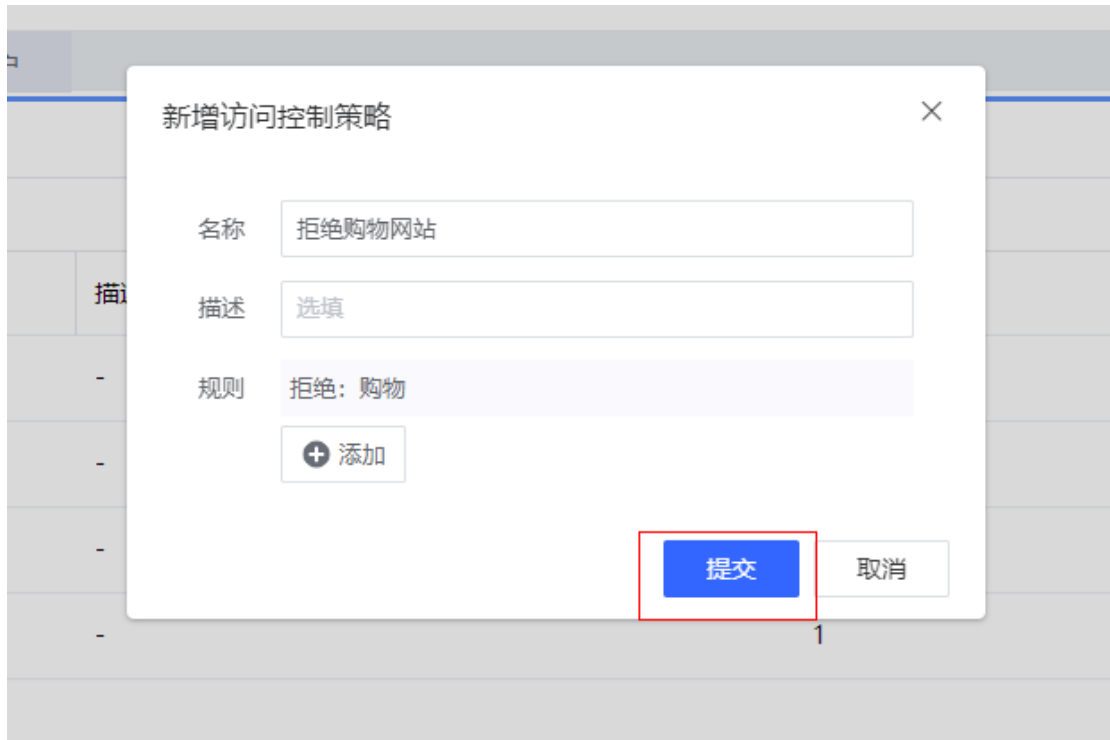 新增访问控制策略
名称 拒绝购物网站
描述 选填
规则 拒绝：购物
添加
提交 取消
-
-
-
- 1